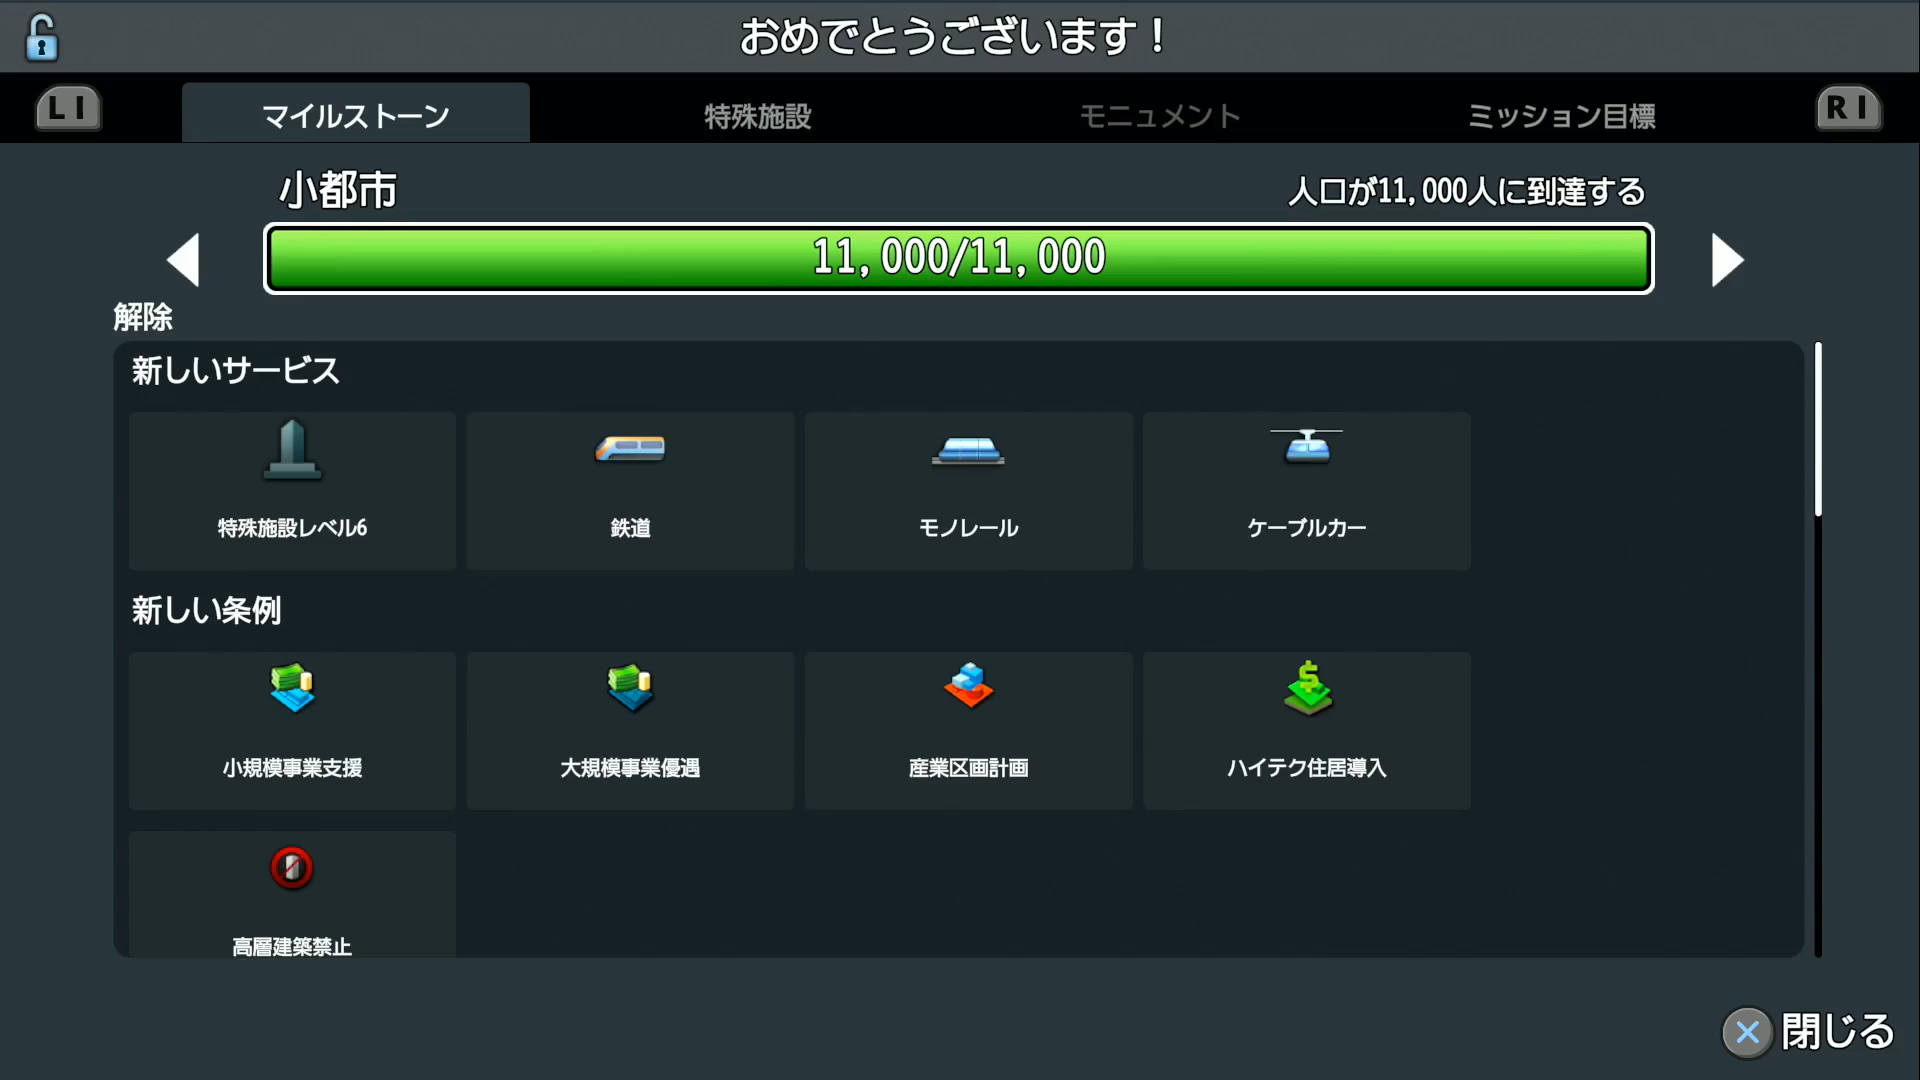 おめでとうございます！
L1
マイルストーン
特殊施設
モニュメント
ミッション目標
R1
小都市
人口が11,000人に到達する
11,000/11,000
解除
新しいサービス
特殊施設レベル6
鉄道
モノレール
ケーブルカー
新しい条例
小規模事業支援
大規模事業優遇
産業区画計画
ハイテク住居導入
高層建築禁止
閉じる